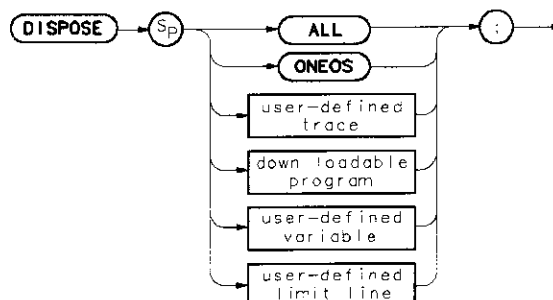 DISPOSE SP ALL ;
ONEOS
user-defined
trace
down loadable
program
user-defined
variable
user-defined
limit line